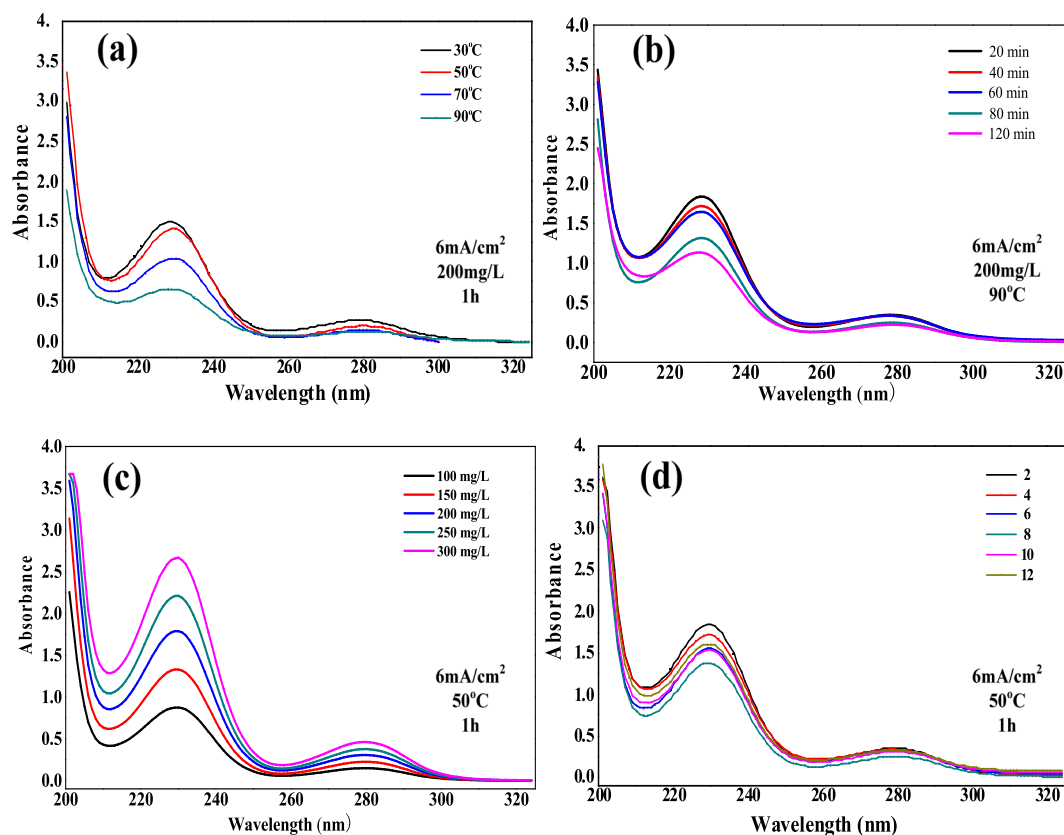 (a)
30°C
50°C
70°C
90°C
6mA/cm²
200mg/L
1h
4.
3.5
3.0
2.5
2.0
1.5
1.0
0.5
0.0
Absorbance
200 220 240 260 280 300 320
Wavelength (nm)
(b)
20 min
40 min
60 min
80 min
120 min
6mA/cm²
200mg/L
90°C
4.
3.5
3.0
2.5
2.0
1.5
1.0
0.5
0.0
Absorbance
200 220 240 260 280 300 320
Wavelength (nm)
(c)
100 mg/L
150 mg/L
200 mg/L
250 mg/L
300 mg/L
6mA/cm²
50°C
1h
4.0
3.5
3.0
2.5
2.0
1.5
1.0
0.5
0.0
Absorbance
200 220 240 260 280 300 320
Wavelength (nm)
(d)
2
4
6
8
10
12
6mA/cm²
50°C
1h
4.
3.5
3.0
2.5
2.0
1.5
1.0
0.5
0.0
Absorbance
200 220 240 260 280 300 320
Wavelength (nm)